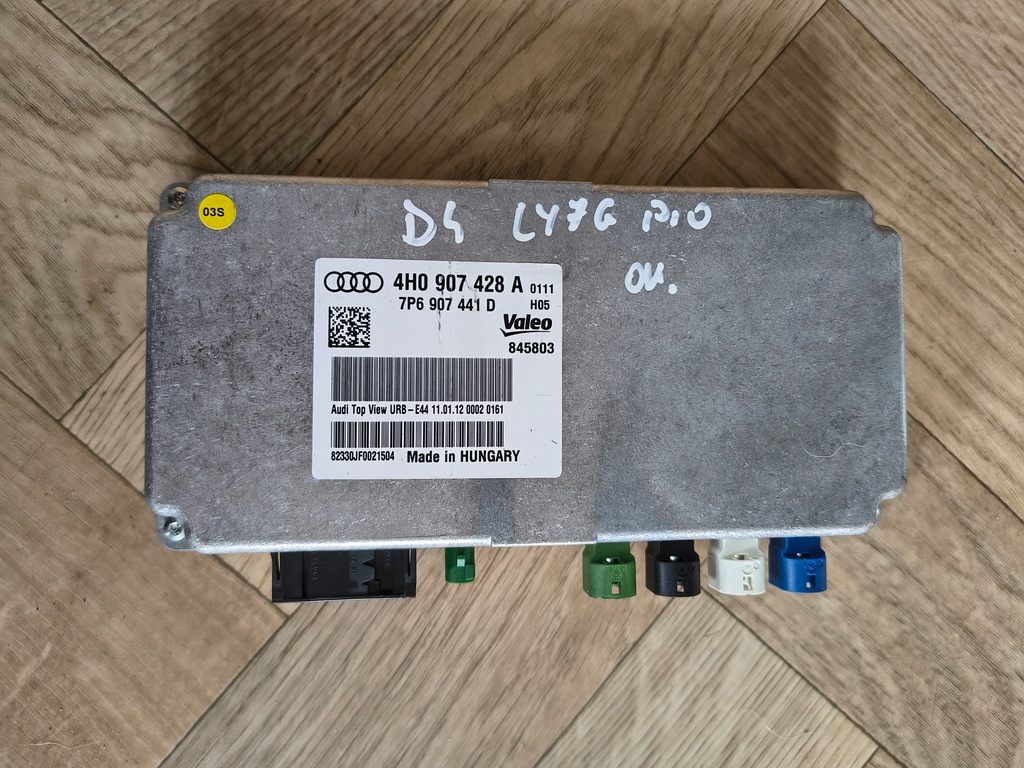 03S
D4 LY7G
OK.
4H0 907 428 A 0111
7P6 907 441 D H05
Valeo
845803
Audi Top View URB-E44 11.01.12 0002 0161
82330JF0021504 Made in HUNGARY